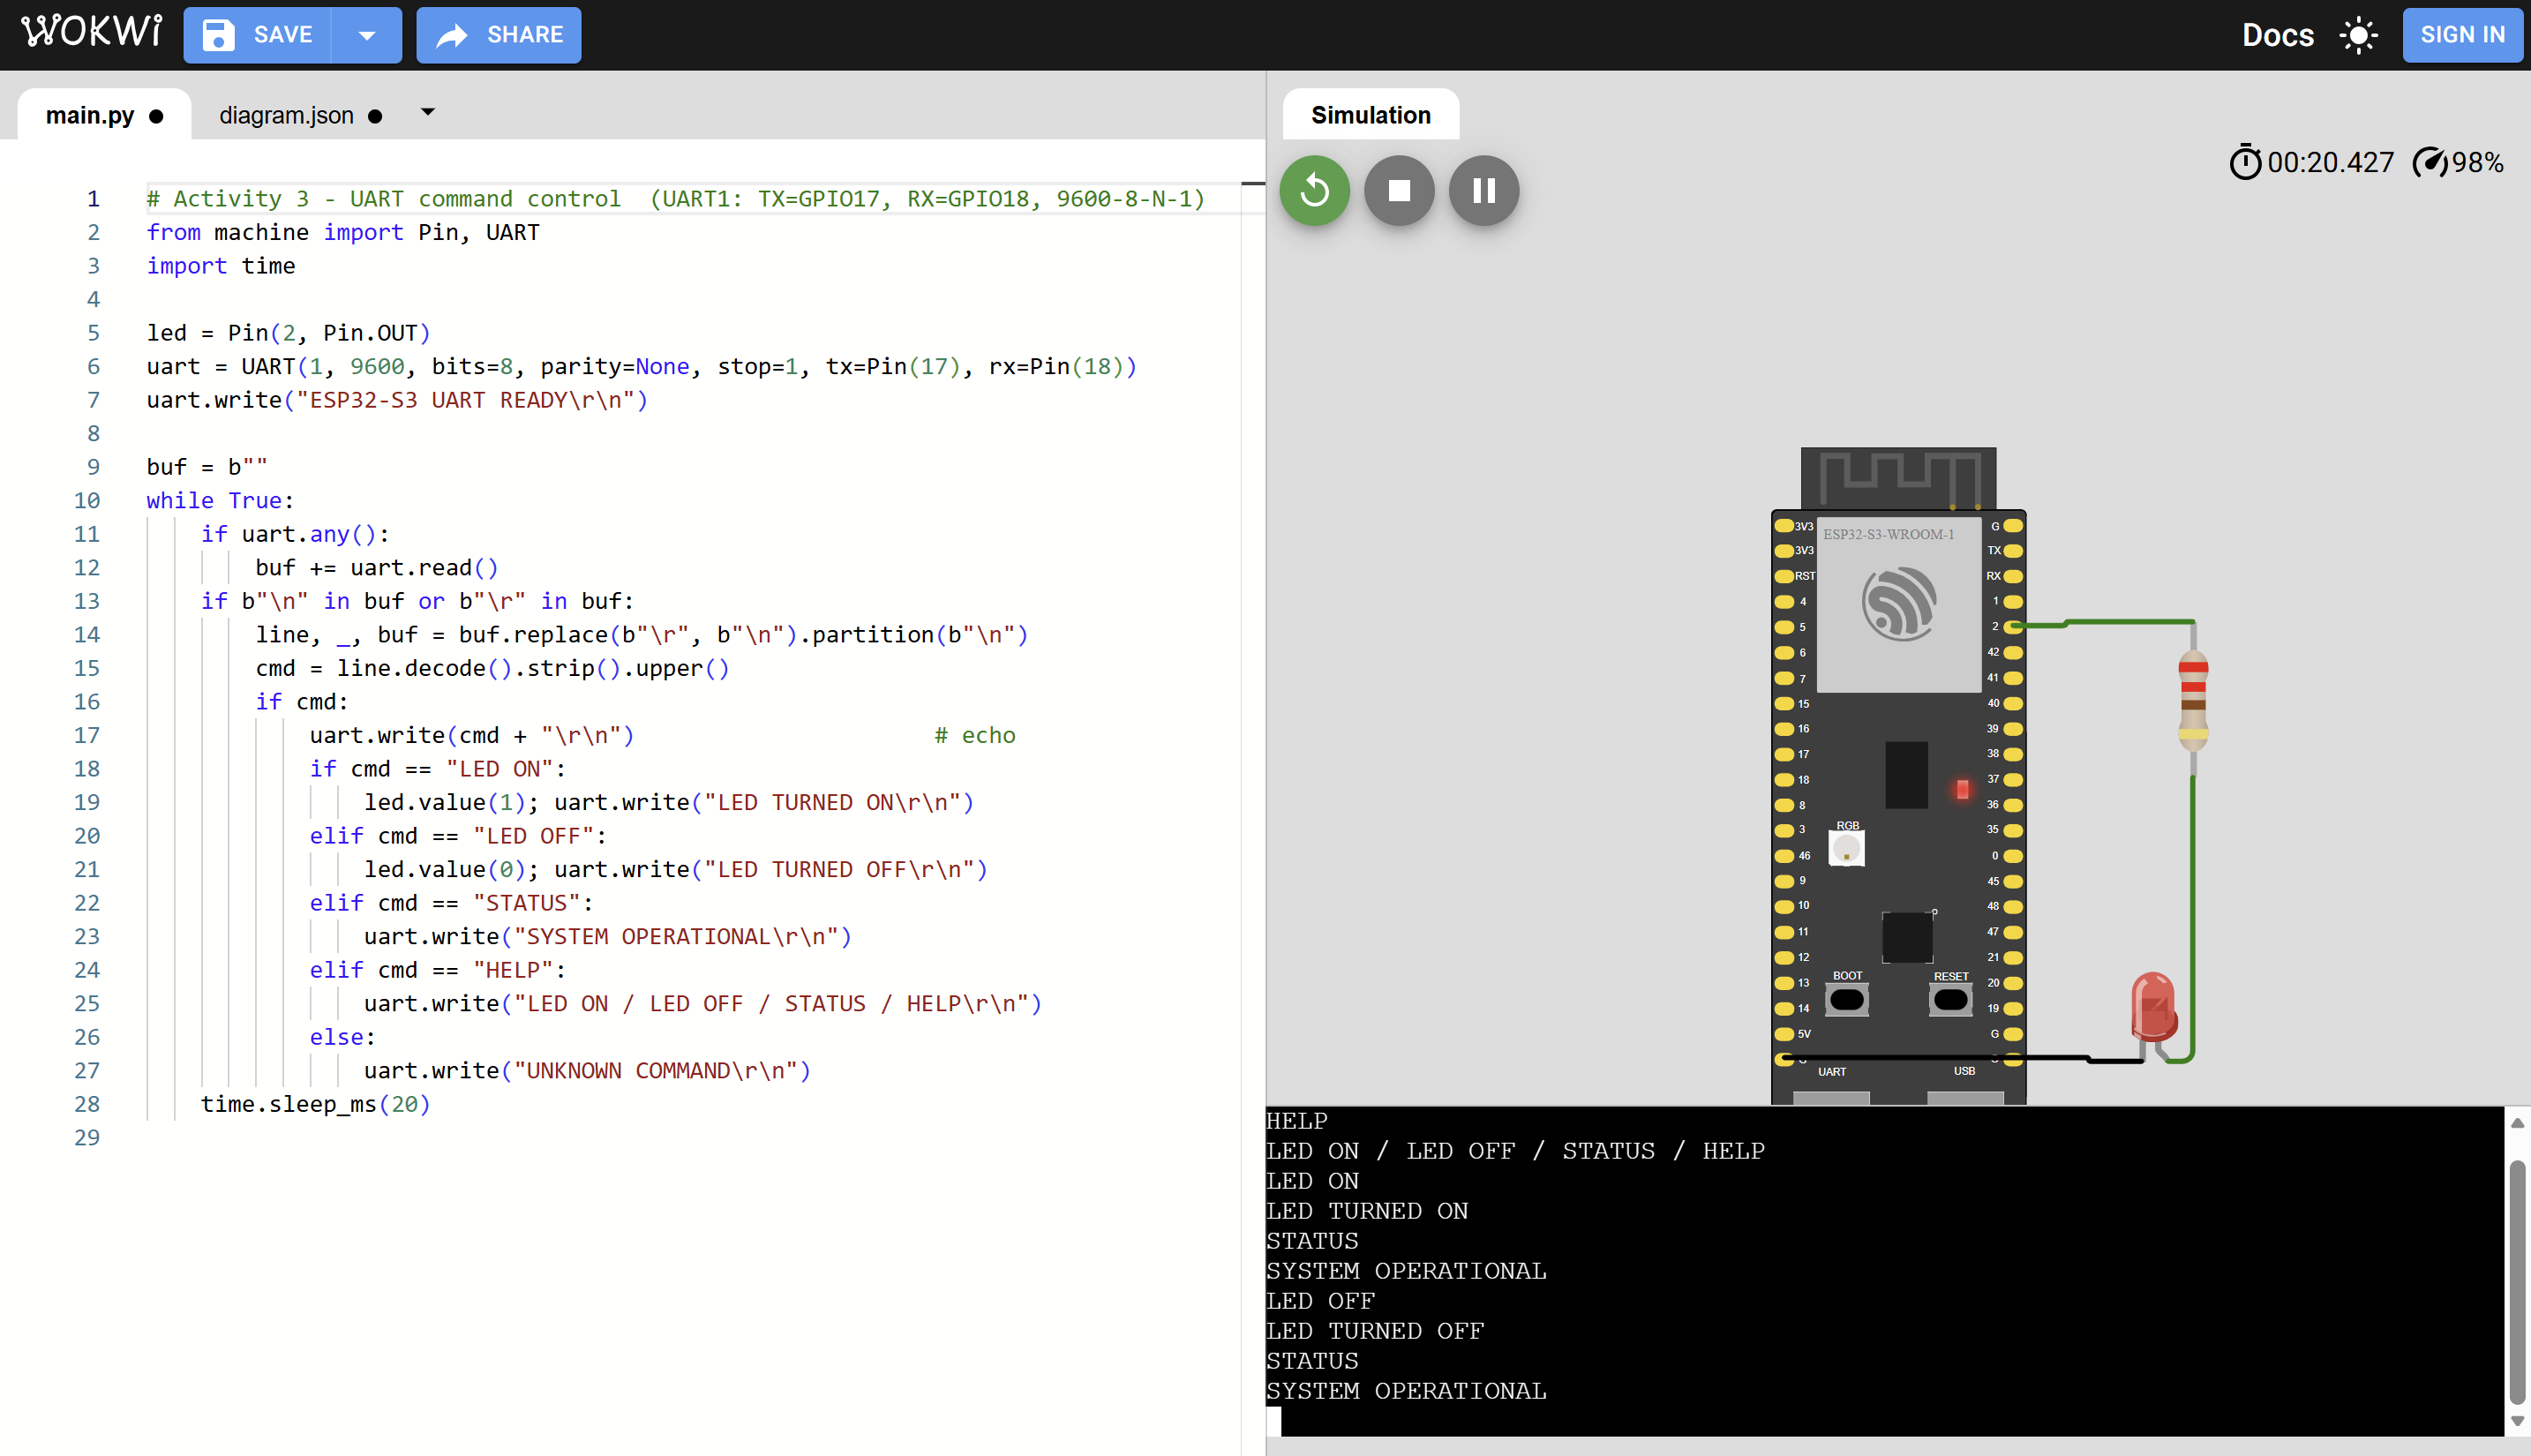 WOKWi
SAVE
SHARE
Docs
SIGN IN
main.py
diagram.json
Simulation
00:20.427
98%
1 # Activity 3 - UART command control  (UART1: TX=GPIO17, RX=GPIO18, 9600-8-N-1)
2 from machine import Pin, UART
3 import time
4
5 led = Pin(2, Pin.OUT)
6 uart = UART(1, 9600, bits=8, parity=None, stop=1, tx=Pin(17), rx=Pin(18))
7 uart.write("ESP32-S3 UART READY\r\n")
8
9 buf = b""
10 while True:
11     if uart.any():
12         buf += uart.read()
13     if b"\n" in buf or b"\r" in buf:
14         line, _, buf = buf.replace(b"\r", b"\n").partition(b"\n")
15         cmd = line.decode().strip().upper()
16         if cmd:
17             uart.write(cmd + "\r\n")                      # echo
18             if cmd == "LED ON":
19                 led.value(1); uart.write("LED TURNED ON\r\n")
20             elif cmd == "LED OFF":
21                 led.value(0); uart.write("LED TURNED OFF\r\n")
22             elif cmd == "STATUS":
23                 uart.write("SYSTEM OPERATIONAL\r\n")
24             elif cmd == "HELP":
25                 uart.write("LED ON / LED OFF / STATUS / HELP\r\n")
26             else:
27                 uart.write("UNKNOWN COMMAND\r\n")
28     time.sleep_ms(20)
29
ESP32-S3-WROOM-1
3V3 G
3V3 TX
RST RX
4 1
5 2
6 42
7 41
15 40
16 39
17 38
18 37
8 36
3 35
46 0
9 45
10 48
11 47
12 21
13 20
14 19
5V G
RGB
BOOT
RESET
UART
USB
HELP
LED ON / LED OFF / STATUS / HELP
LED ON
LED TURNED ON
STATUS
SYSTEM OPERATIONAL
LED OFF
LED TURNED OFF
STATUS
SYSTEM OPERATIONAL